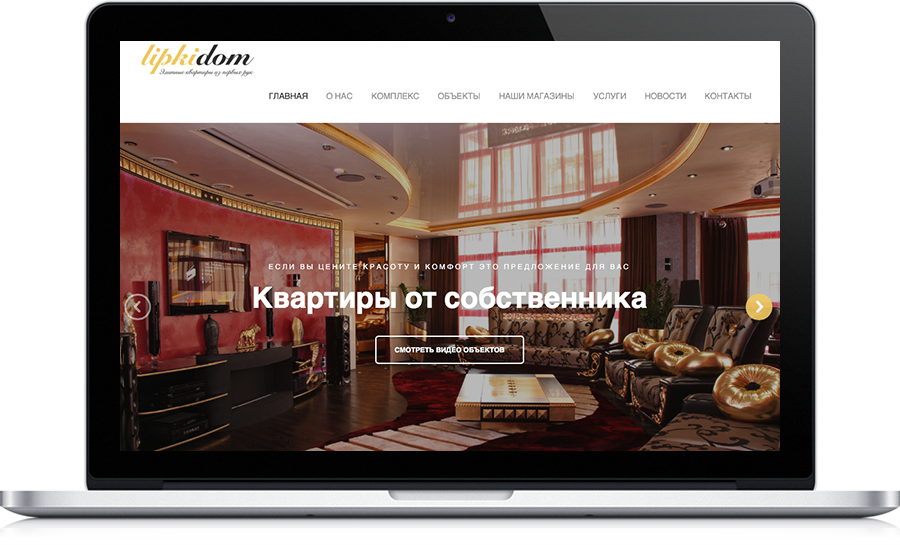 lipkidom
Элитные квартиры из первых рук
ГЛАВНАЯ О НАС КОМПЛЕКС ОБЪЕКТЫ НАШИ МАГАЗИНЫ УСЛУГИ НОВОСТИ КОНТАКТЫ
ЕСЛИ ВЫ ЦЕНИТЕ КРАСОТУ И КОМФОРТ ЭТО ПРЕДЛОЖЕНИЕ ДЛЯ ВАС
Квартиры от собственника
СМОТРЕТЬ ВИДЕО ОБЪЕКТОВ